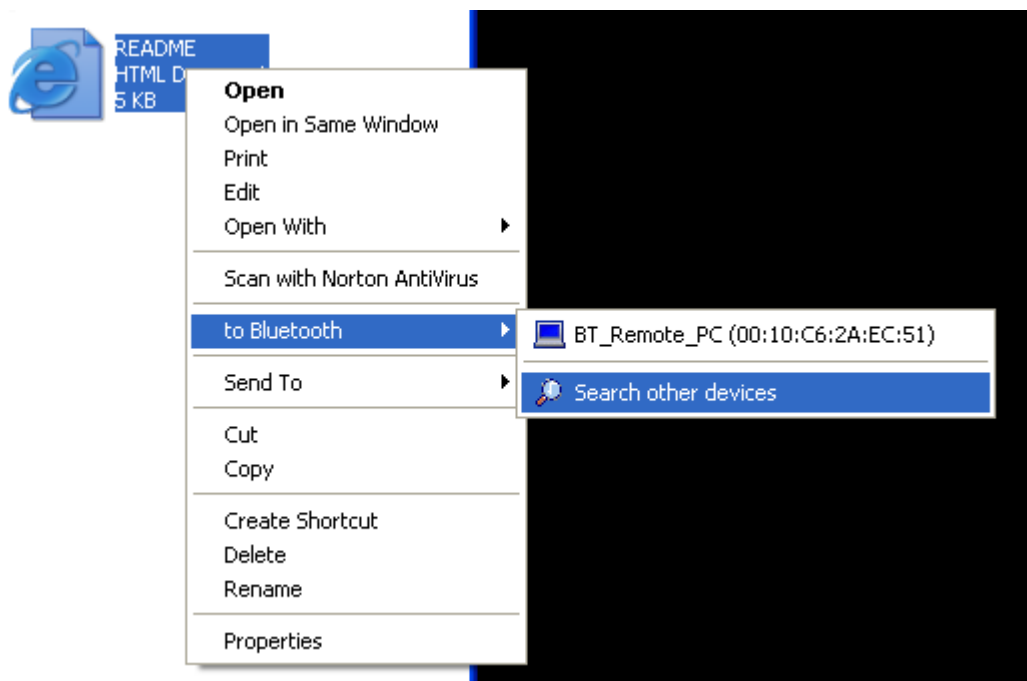 README
HTML D
5 KB
Open
Open in Same Window
Print
Edit
Open With
Scan with Norton AntiVirus
to Bluetooth
BT_Remote_PC (00:10:C6:2A:EC:51)
Send To
Search other devices
Cut
Copy
Create Shortcut
Delete
Rename
Properties